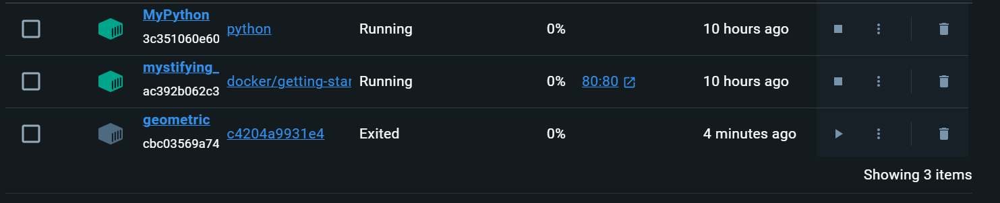 MyPython
3c351060e60
python
Running
0%
10 hours ago
mystifying_
ac392b062c3
docker/getting-star
Running
0%
80:80
10 hours ago
geometric
cbc03569a74
c4204a9931e4
Exited
0%
4 minutes ago
Showing 3 items